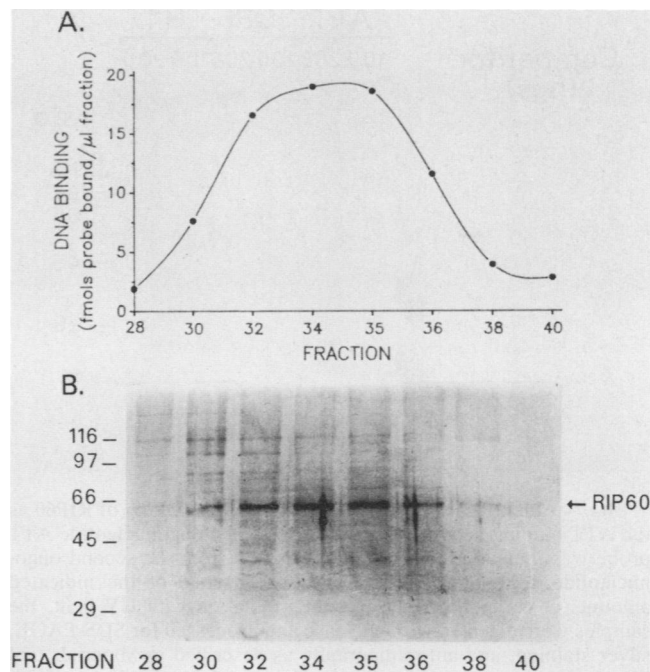 A.
DNA BINDING
(fmols probe bound/μl fraction)
20
15
10
5
0
28 30 32 34 35 36 38 40
FRACTION
B.
116
97
66
45
29
← RIP60
FRACTION 28 30 32 34 35 36 38 40